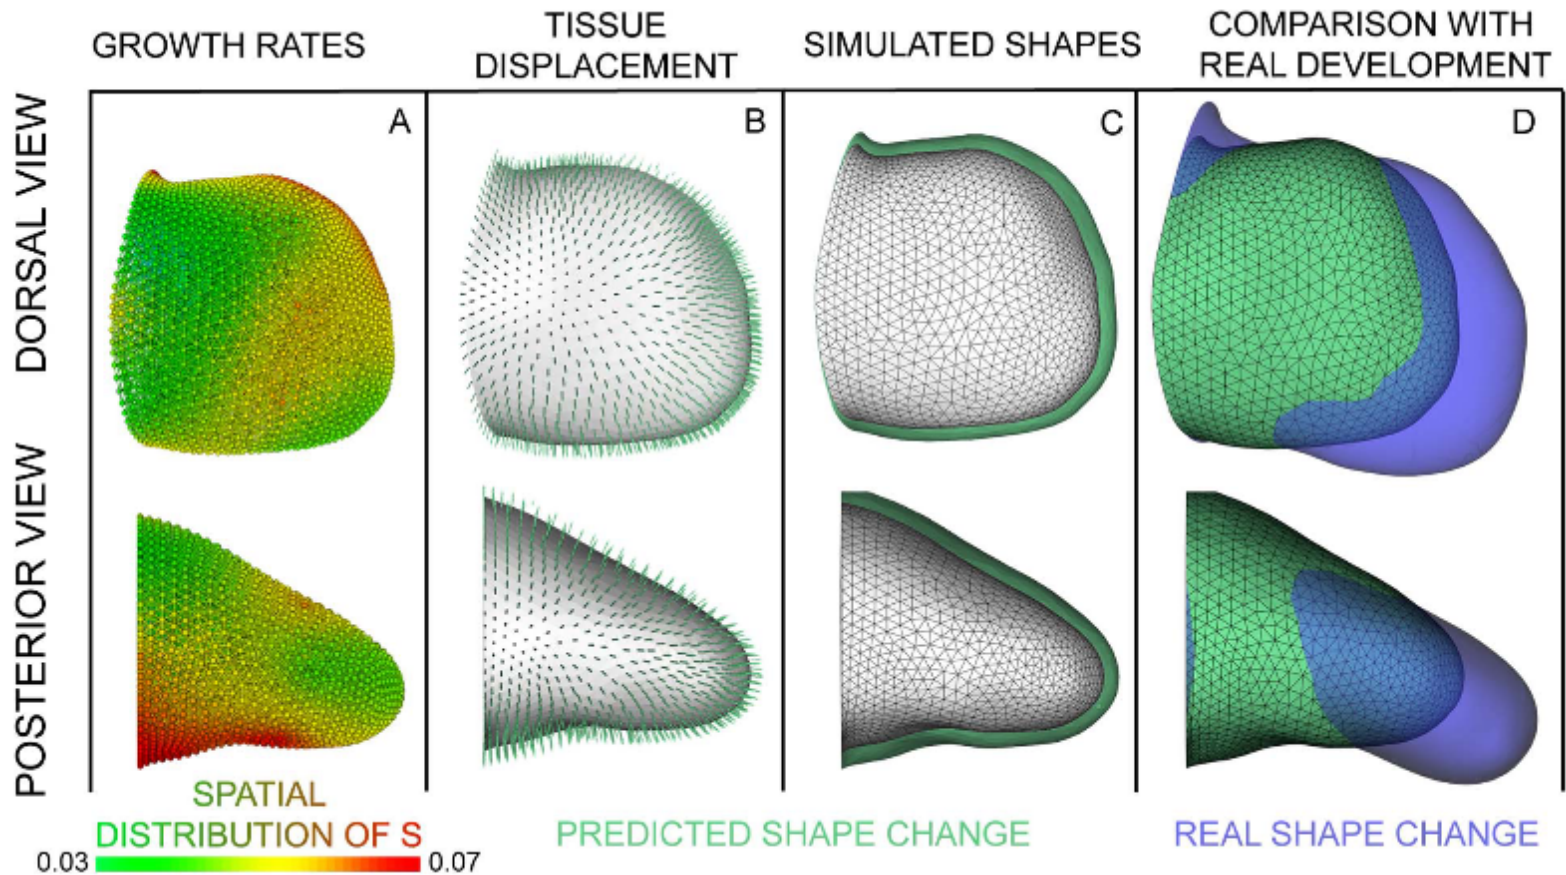 GROWTH RATES
TISSUE
DISPLACEMENT
SIMULATED SHAPES
COMPARISON WITH
REAL DEVELOPMENT
DORSAL VIEW
A
B
C
D
POSTERIOR VIEW
SPATIAL
DISTRIBUTION OF S
0.03
0.07
PREDICTED SHAPE CHANGE
REAL SHAPE CHANGE